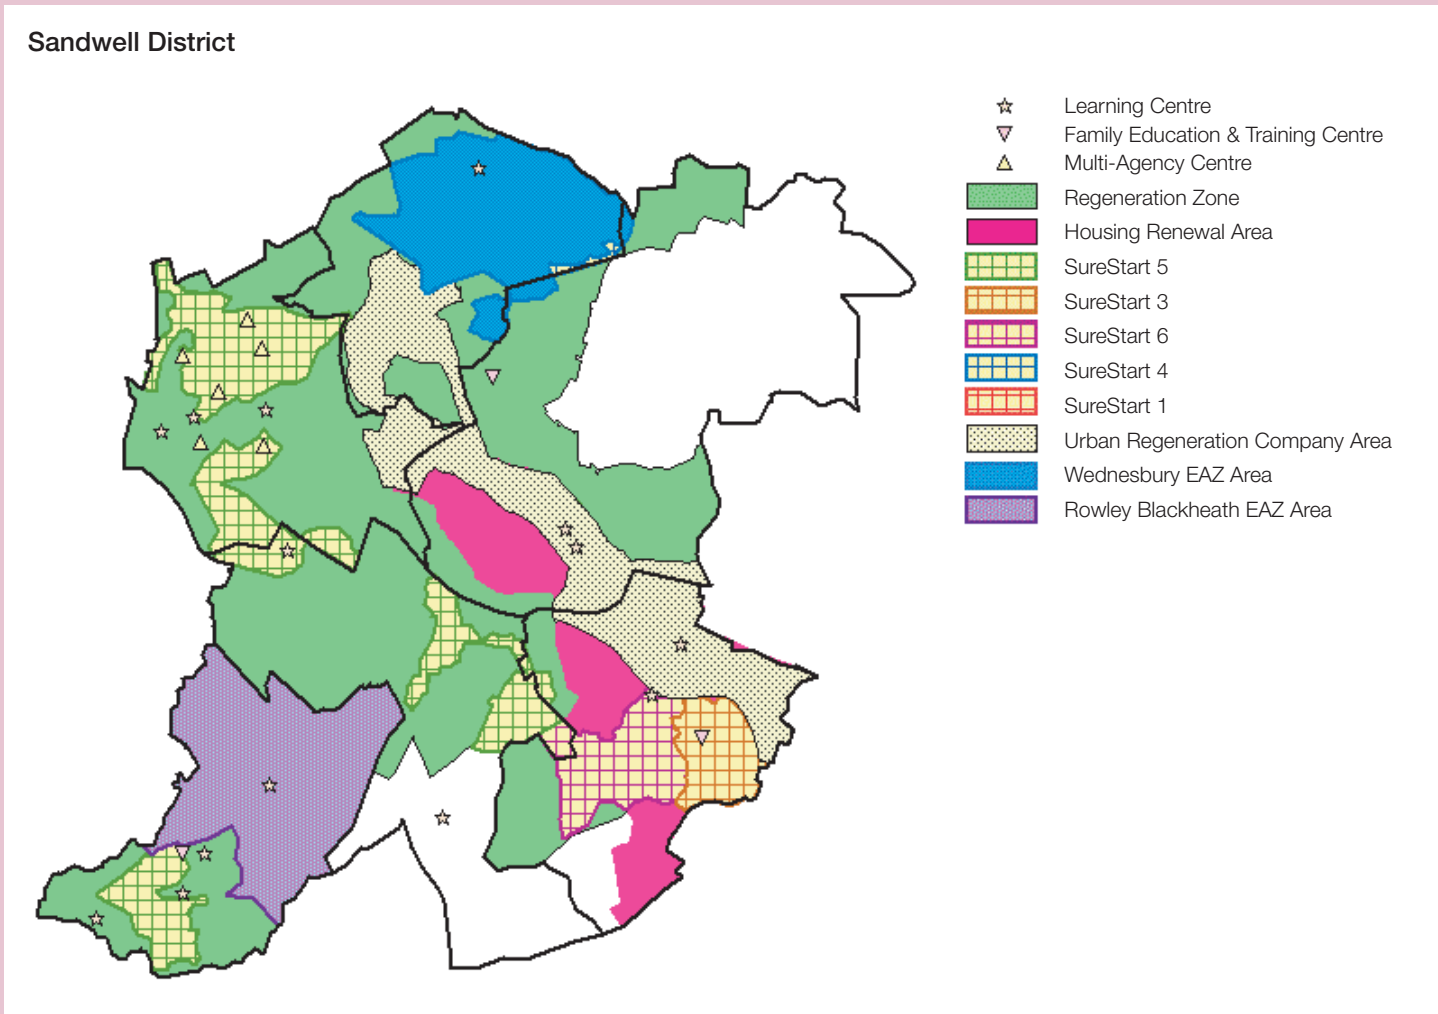 Sandwell District
Learning Centre
Family Education & Training Centre
Multi-Agency Centre
Regeneration Zone
Housing Renewal Area
SureStart 5
SureStart 3
SureStart 6
SureStart 4
SureStart 1
Urban Regeneration Company Area
Wednesbury EAZ Area
Rowley Blackheath EAZ Area